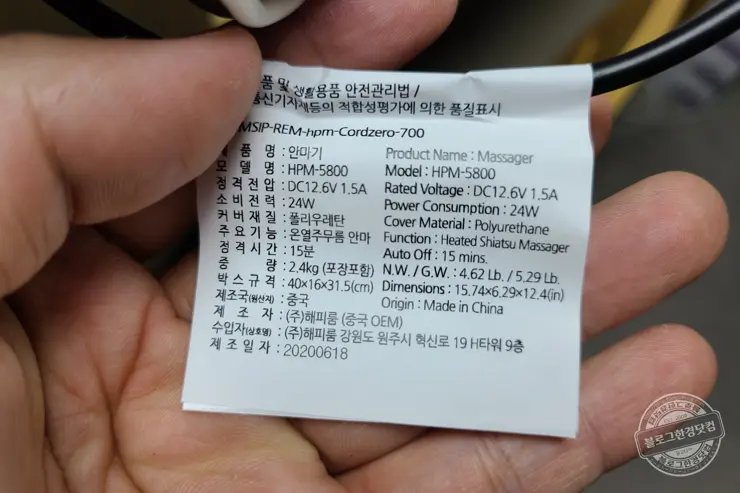 품 및 생활용품 안전관리법 /
통신기자재등의 적합성평가에 의한 품질표시
MSIP-REM-hpm-Cordzero-700
제 품 명 : 안마기
모 델 명 : HPM-5800
정격전압 : DC12.6V 1.5A
소비전력 : 24W
커버재질 : 폴리우레탄
주요기능 : 온열주무름 안마
정격시간 : 15분
중 량 : 2.4kg (포장포함)
박스규격 : 40×16×31.5(cm)
제조국(원산지) : 중국
제 조 자 : (주)해피룸 (중국 OEM)
수입자(상호명) : (주)해피룸 강원도 원주시 혁신로 19 H타워 9층
제조일자 : 20200618
Product Name : Massager
Model : HPM-5800
Rated Voltage : DC12.6V 1.5A
Power Consumption : 24W
Cover Material : Polyurethane
Function : Heated Shiatsu Massager
Auto Off : 15 mins.
N.W. / G.W. : 4.62 Lb. / 5.29 Lb.
Dimensions : 15.74×6.29×12.4(in)
Origin : Made in China
블로그한경닷컴